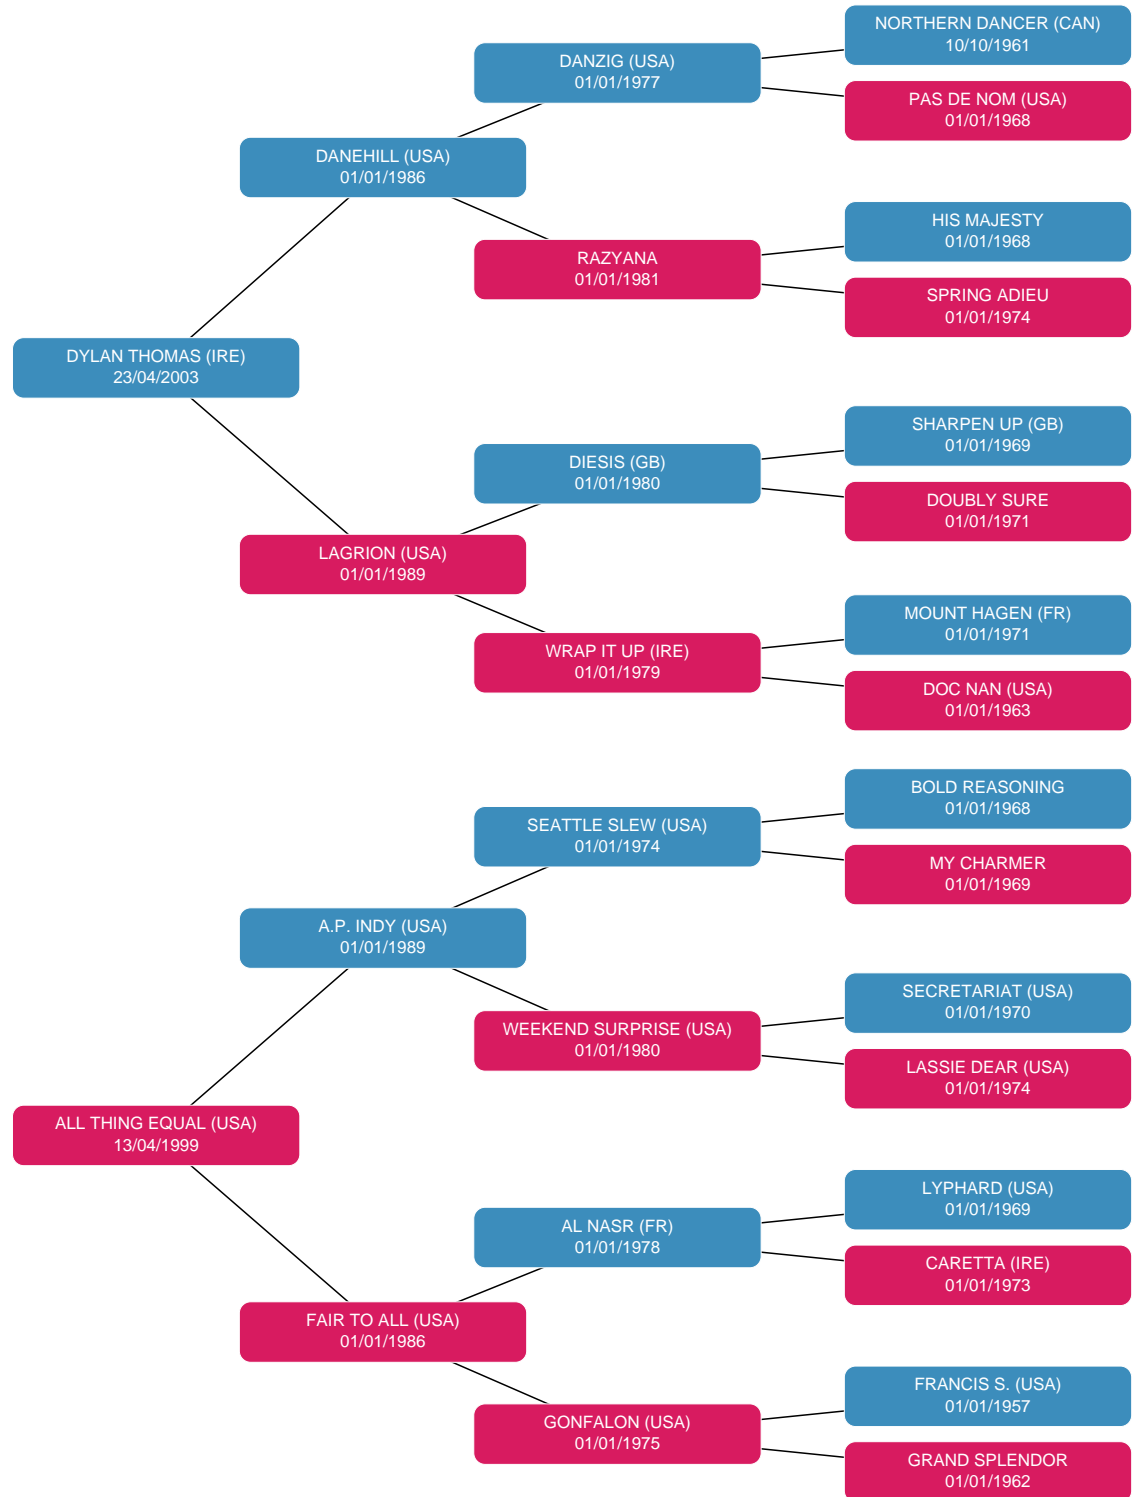 NORTHERN DANCER (CAN)
10/10/1961
DANZIG (USA)
01/01/1977
PAS DE NOM (USA)
01/01/1968
DANEHILL (USA)
01/01/1986
HIS MAJESTY
01/01/1968
RAZYANA
01/01/1981
SPRING ADIEU
01/01/1974
DYLAN THOMAS (IRE)
23/04/2003
SHARPEN UP (GB)
01/01/1969
DIESIS (GB)
01/01/1980
DOUBLY SURE
01/01/1971
LAGRION (USA)
01/01/1989
MOUNT HAGEN (FR)
01/01/1971
WRAP IT UP (IRE)
01/01/1979
DOC NAN (USA)
01/01/1963
BOLD REASONING
01/01/1968
SEATTLE SLEW (USA)
01/01/1974
MY CHARMER
01/01/1969
A.P. INDY (USA)
01/01/1989
SECRETARIAT (USA)
01/01/1970
WEEKEND SURPRISE (USA)
01/01/1980
LASSIE DEAR (USA)
01/01/1974
ALL THING EQUAL (USA)
13/04/1999
LYPHARD (USA)
01/01/1969
AL NASR (FR)
01/01/1978
CARETTA (IRE)
01/01/1973
FAIR TO ALL (USA)
01/01/1986
FRANCIS S. (USA)
01/01/1957
GONFALON (USA)
01/01/1975
GRAND SPLENDOR
01/01/1962